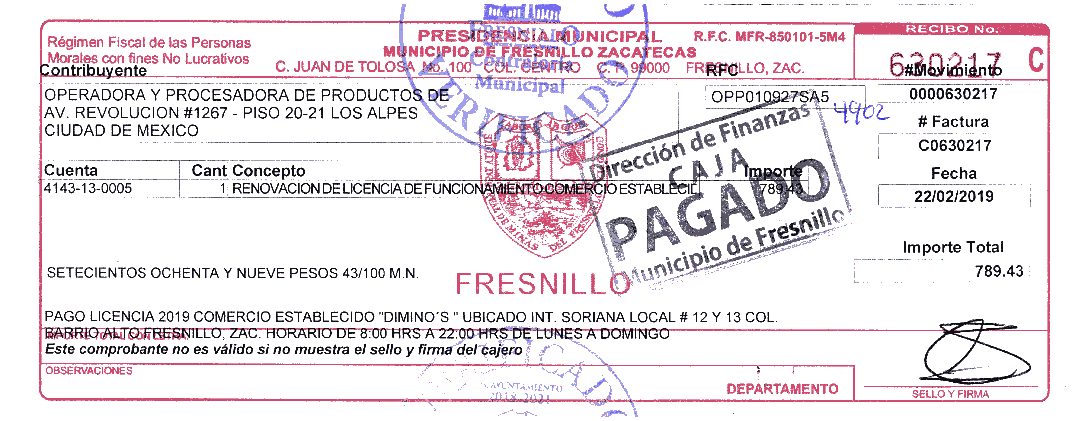 PRESIDENCIA MUNICIPAL
R.F.C. MFR-850101-5M4
RECIBO No.
Régimen Fiscal de las Personas
Morales con fines No Lucrativos
MUNICIPIO DE FRESNILLO ZACATECAS
C. JUAN DE TOLOSA No. 100 COL. CENTRO C.P. 99000 FRESNILLO, ZAC.
630217 C
Contribuyente
RFC
#Movimiento
OPERADORA Y PROCESADORA DE PRODUCTOS DE
OPP010927SA5
0000630217
AV. REVOLUCION #1267 - PISO 20-21 LOS ALPES
4902
# Factura
CIUDAD DE MEXICO
C0630217
Cuenta
Cant Concepto
Importe
Fecha
4143-13-0005
1 RENOVACION DE LICENCIA DE FUNCIONAMIENTO COMERCIO ESTABLECIL
789.43
22/02/2019
Contraloría
Municipal
VERIFICADO
Dirección de Finanzas
CAJA
PAGADO
Municipio de Fresnillo
Importe Total
789.43
SETECIENTOS OCHENTA Y NUEVE PESOS 43/100 M.N.
FRESNILLO
PAGO LICENCIA 2019 COMERCIO ESTABLECIDO "DIMINO´S " UBICADO INT. SORIANA LOCAL # 12 Y 13 COL.
BARRIO ALTO FRESNILLO, ZAC. HORARIO DE 8:00 HRS A 22:00 HRS DE LUNES A DOMINGO
Este comprobante no es válido si no muestra el sello y firma del cajero
OBSERVACIONES
AYUNTAMIENTO
2018-2021
DEPARTAMENTO
SELLO Y FIRMA